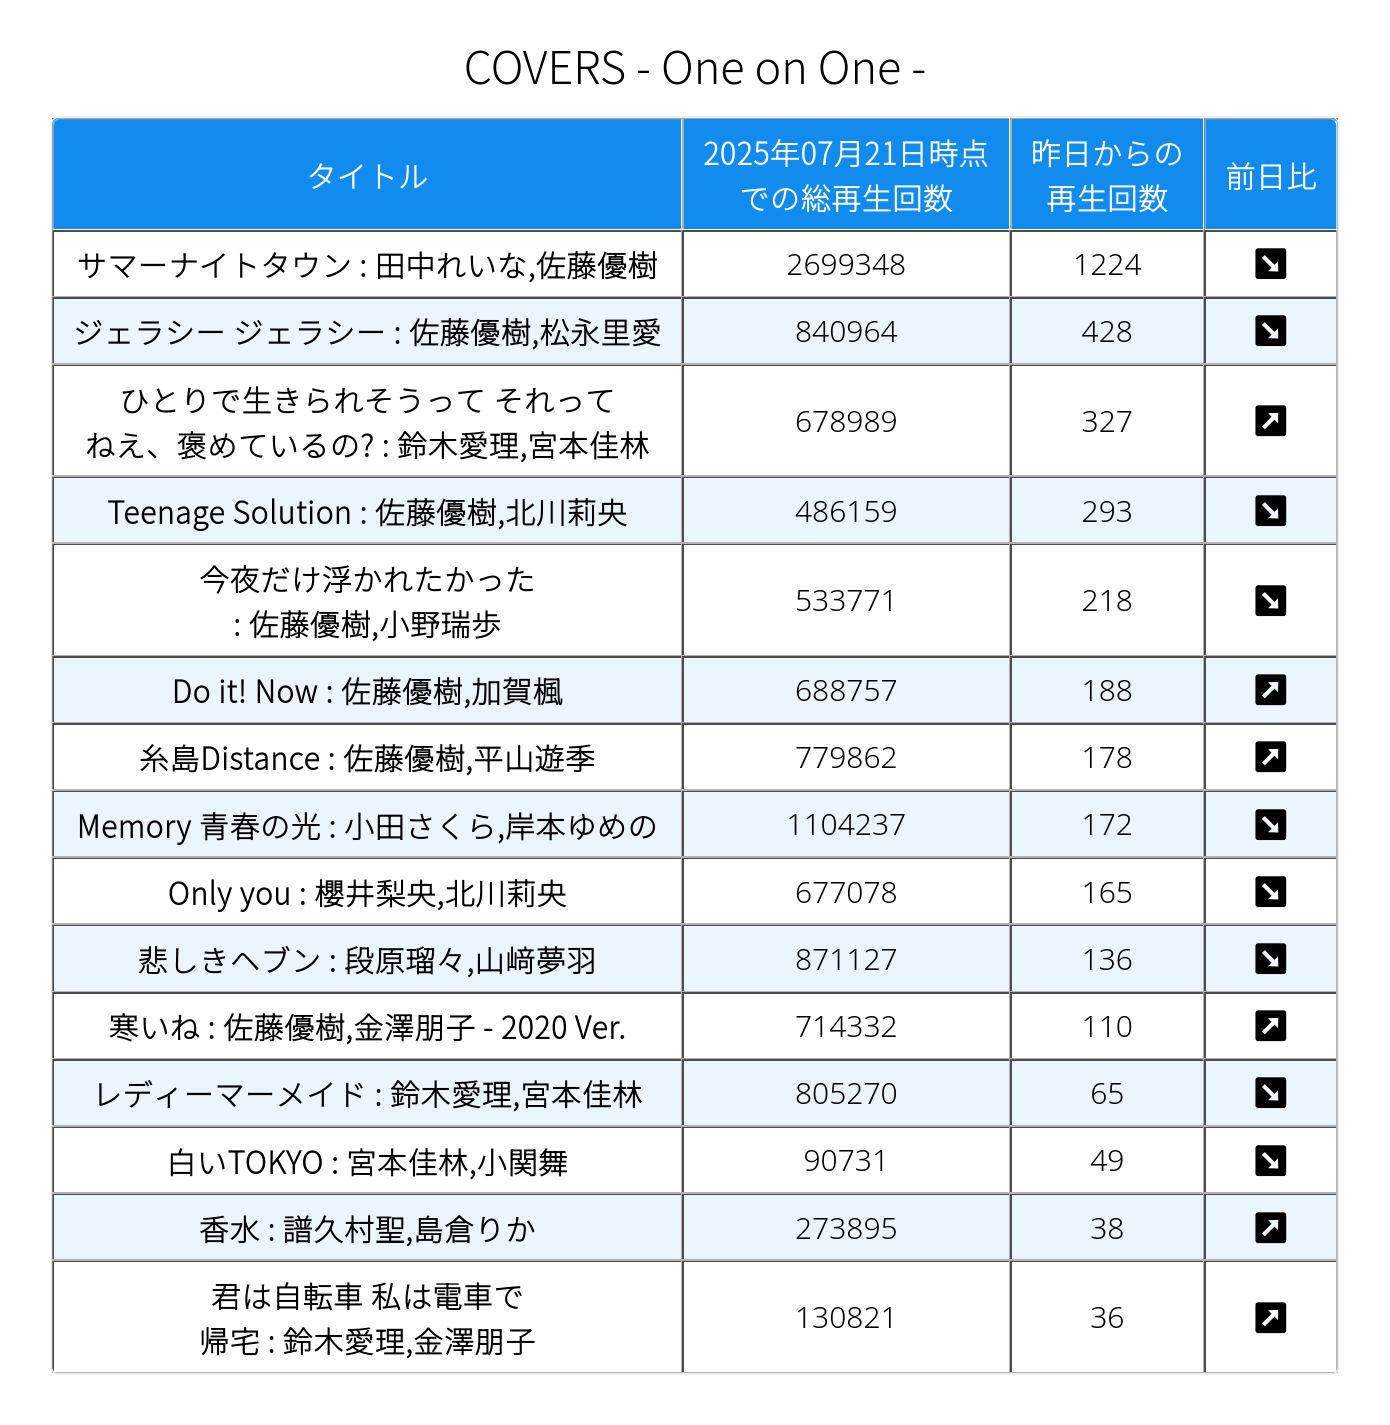 COVERS - One on One -
タイトル
2025年07月21日時点
での総再生回数
昨日からの
再生回数
前日比
サマーナイトタウン : 田中れいな,佐藤優樹 2699348 1224 ↘
ジェラシー ジェラシー : 佐藤優樹,松永里愛 840964 428 ↘
ひとりで生きられそうって それって
ねえ、褒めているの? : 鈴木愛理,宮本佳林 678989 327 ↗
Teenage Solution : 佐藤優樹,北川莉央 486159 293 ↘
今夜だけ浮かれたかった
: 佐藤優樹,小野瑞歩 533771 218 ↘
Do it! Now : 佐藤優樹,加賀楓 688757 188 ↗
糸島Distance : 佐藤優樹,平山遊季 779862 178 ↗
Memory 青春の光 : 小田さくら,岸本ゆめの 1104237 172 ↘
Only you : 櫻井梨央,北川莉央 677078 165 ↘
悲しきヘブン : 段原瑠々,山﨑夢羽 871127 136 ↘
寒いね : 佐藤優樹,金澤朋子 - 2020 Ver. 714332 110 ↗
レディーマーメイド : 鈴木愛理,宮本佳林 805270 65 ↘
白いTOKYO : 宮本佳林,小関舞 90731 49 ↘
香水 : 譜久村聖,島倉りか 273895 38 ↗
君は自転車 私は電車で
帰宅 : 鈴木愛理,金澤朋子 130821 36 ↗